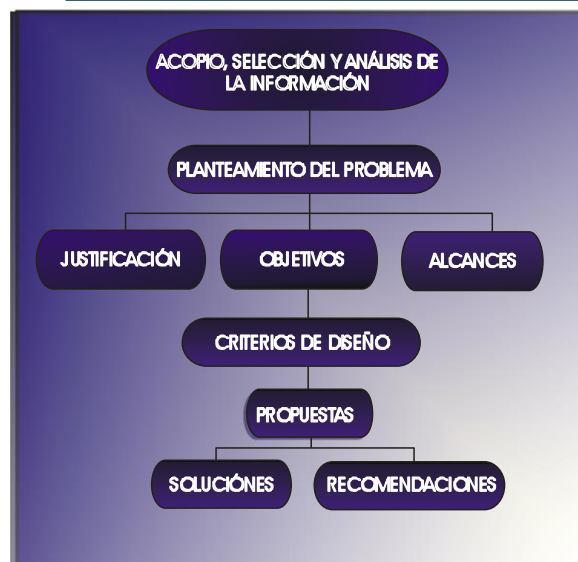 ACOPIO, SELECCIÓN Y ANÁLISIS DE
LA INFORMACIÓN
PLANTEAMIENTO DEL PROBLEMA
JUSTIFICACIÓN
OBJETIVOS
ALCANCES
CRITERIOS DE DISEÑO
PROPUESTAS
SOLUCIÓNES
RECOMENDACIONES